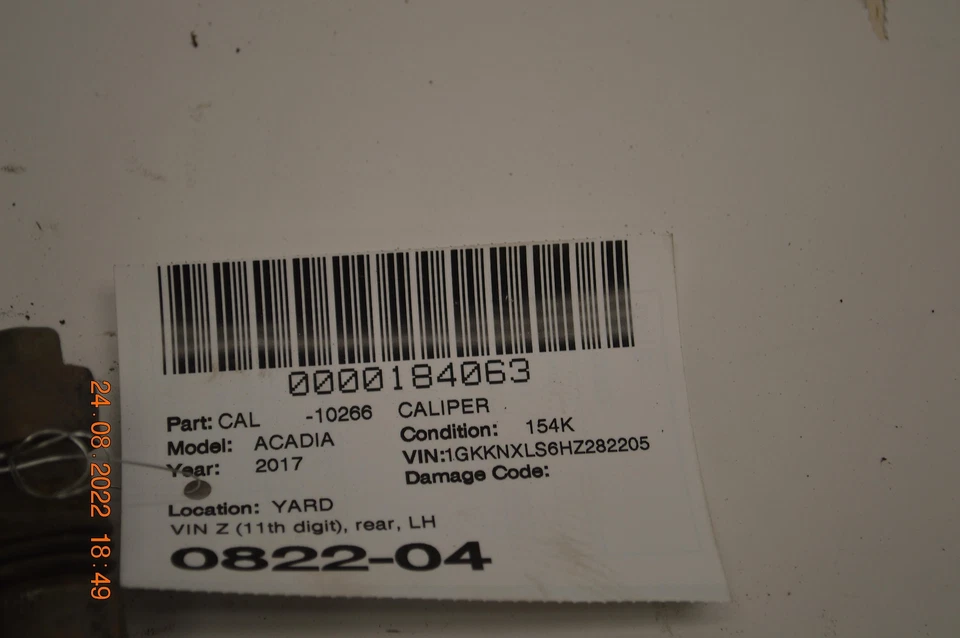 0000184063
Part: CAL -10266 CALIPER
Model: ACADIA Condition: 154K
Year: 2017 VIN:1GKKNXLS6HZ282205
Damage Code:
Location: YARD
VIN Z (11th digit), rear, LH
0822-04
24.08.2022 18:49